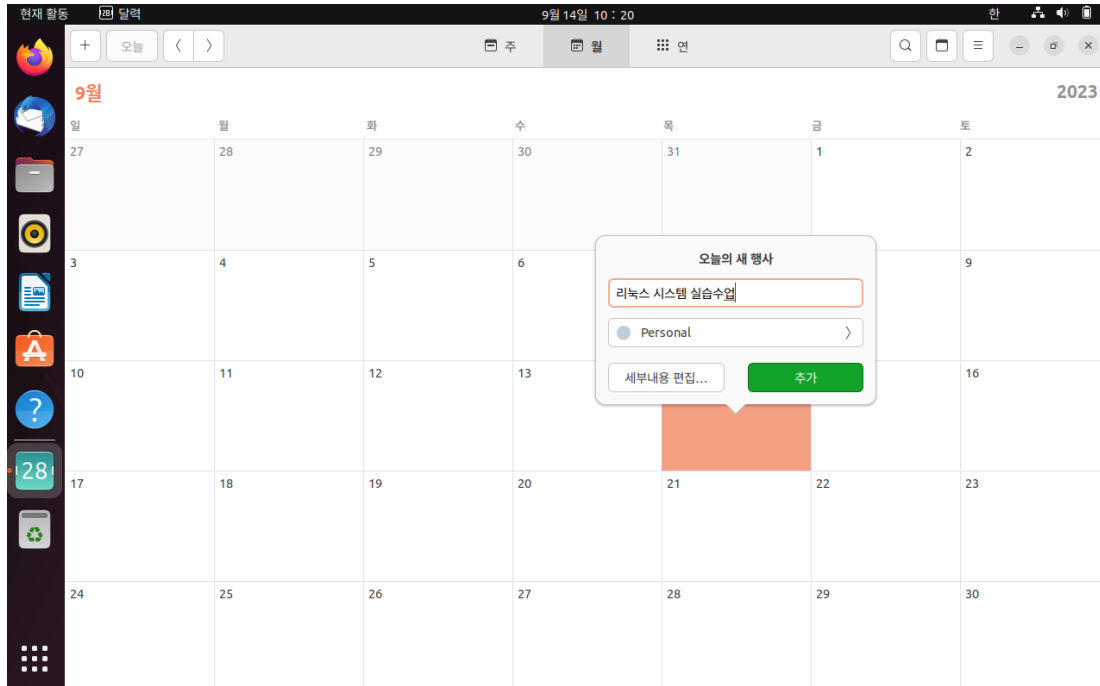 현재 활동 28 달력 9월 14일 10 : 20 한
오늘 주 월 연
9월 2023
일 월 화 수 목 금 토
27 28 29 30 31 1 2
3 4 5 6 9
오늘의 새 행사
리눅스 시스템 실습수업
Personal
세부내용 편집... 추가
10 11 12 13 16
28
17 18 19 20 21 22 23
24 25 26 27 28 29 30